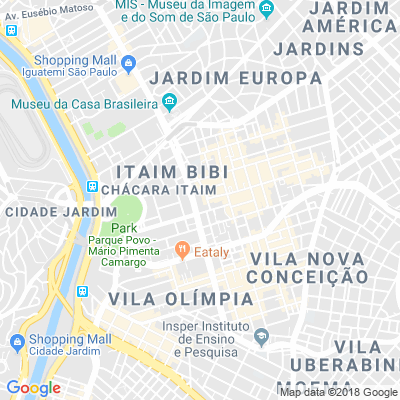 MIS - Museu da Imagem
e do Som de São Paulo
Av. Eusébio Matoso
JARDIM
AMÉRICA
JARDINS
Shopping Mall
Iguatemi São Paulo
JARDIM EUROPA
Museu da Casa Brasileira
ITAIM BIBI
CHÁCARA ITAIM
CIDADE JARDIM
Park
Parque Povo -
Mário Pimenta
Camargo
Eataly
VILA NOVA
CONCEIÇÃO
VILA OLÍMPIA
Insper Instituto
de Ensino
e Pesquisa
Shopping Mall
Cidade Jardim
VILA
UBERABIN
MOEMA
Google
Map data ©2018 Google